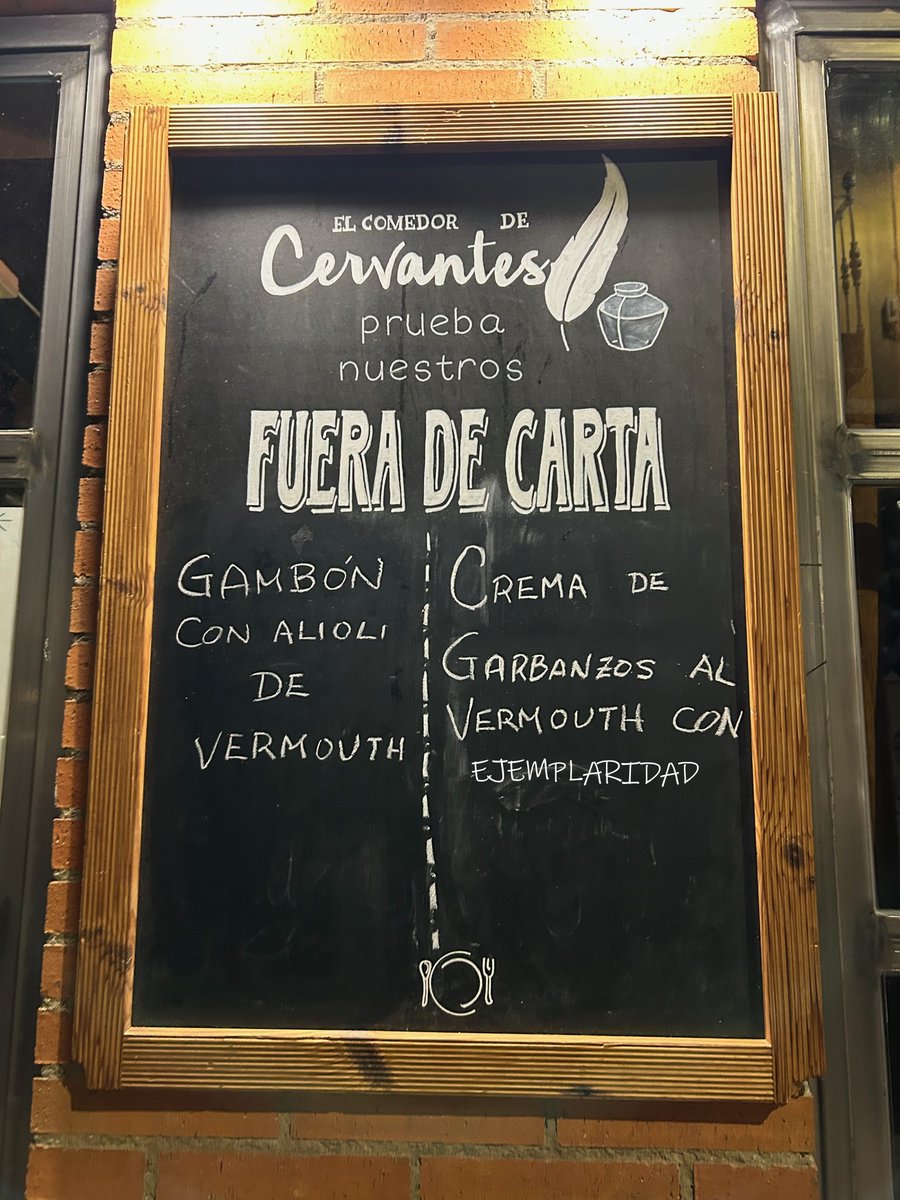 EL COMEDOR DE
Cervantes
prueba
nuestros
FUERA DE CARTA
GAMBÓN
CON ALIOLI
DE
VERMOUTH
CREMA DE
GARBANZOS AL
VERMOUTH CON
EJEMPLARIDAD